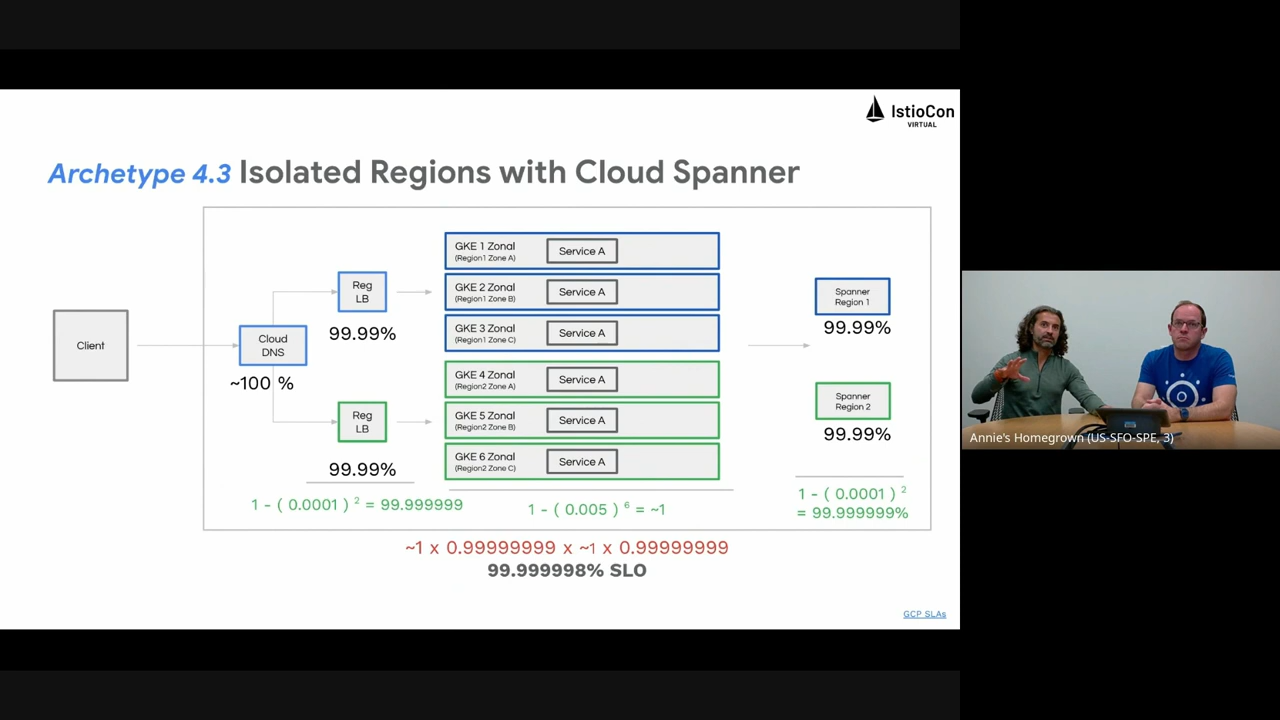 IstioCon
VIRTUAL
Archetype 4.3 Isolated Regions with Cloud Spanner
Client
Cloud
DNS
~100 %
Reg
LB
99.99%
Reg
LB
99.99%
1 - ( 0.0001 ) ² = 99.999999
GKE 1 Zonal
(Region1 Zone A)
Service A
GKE 2 Zonal
(Region1 Zone B)
Service A
GKE 3 Zonal
(Region1 Zone C)
Service A
GKE 4 Zonal
(Region2 Zone A)
Service A
GKE 5 Zonal
(Region2 Zone B)
Service A
GKE 6 Zonal
(Region2 Zone C)
Service A
1 - ( 0.005 ) ⁶ = ~1
Spanner
Region 1
99.99%
Spanner
Region 2
99.99%
1 - ( 0.0001 ) ²
= 99.999999%
~1 x 0.99999999 x ~1 x 0.99999999
99.999998% SLO
GCP SLAs
Annie's Homegrown (US-SFO-SPE, 3)